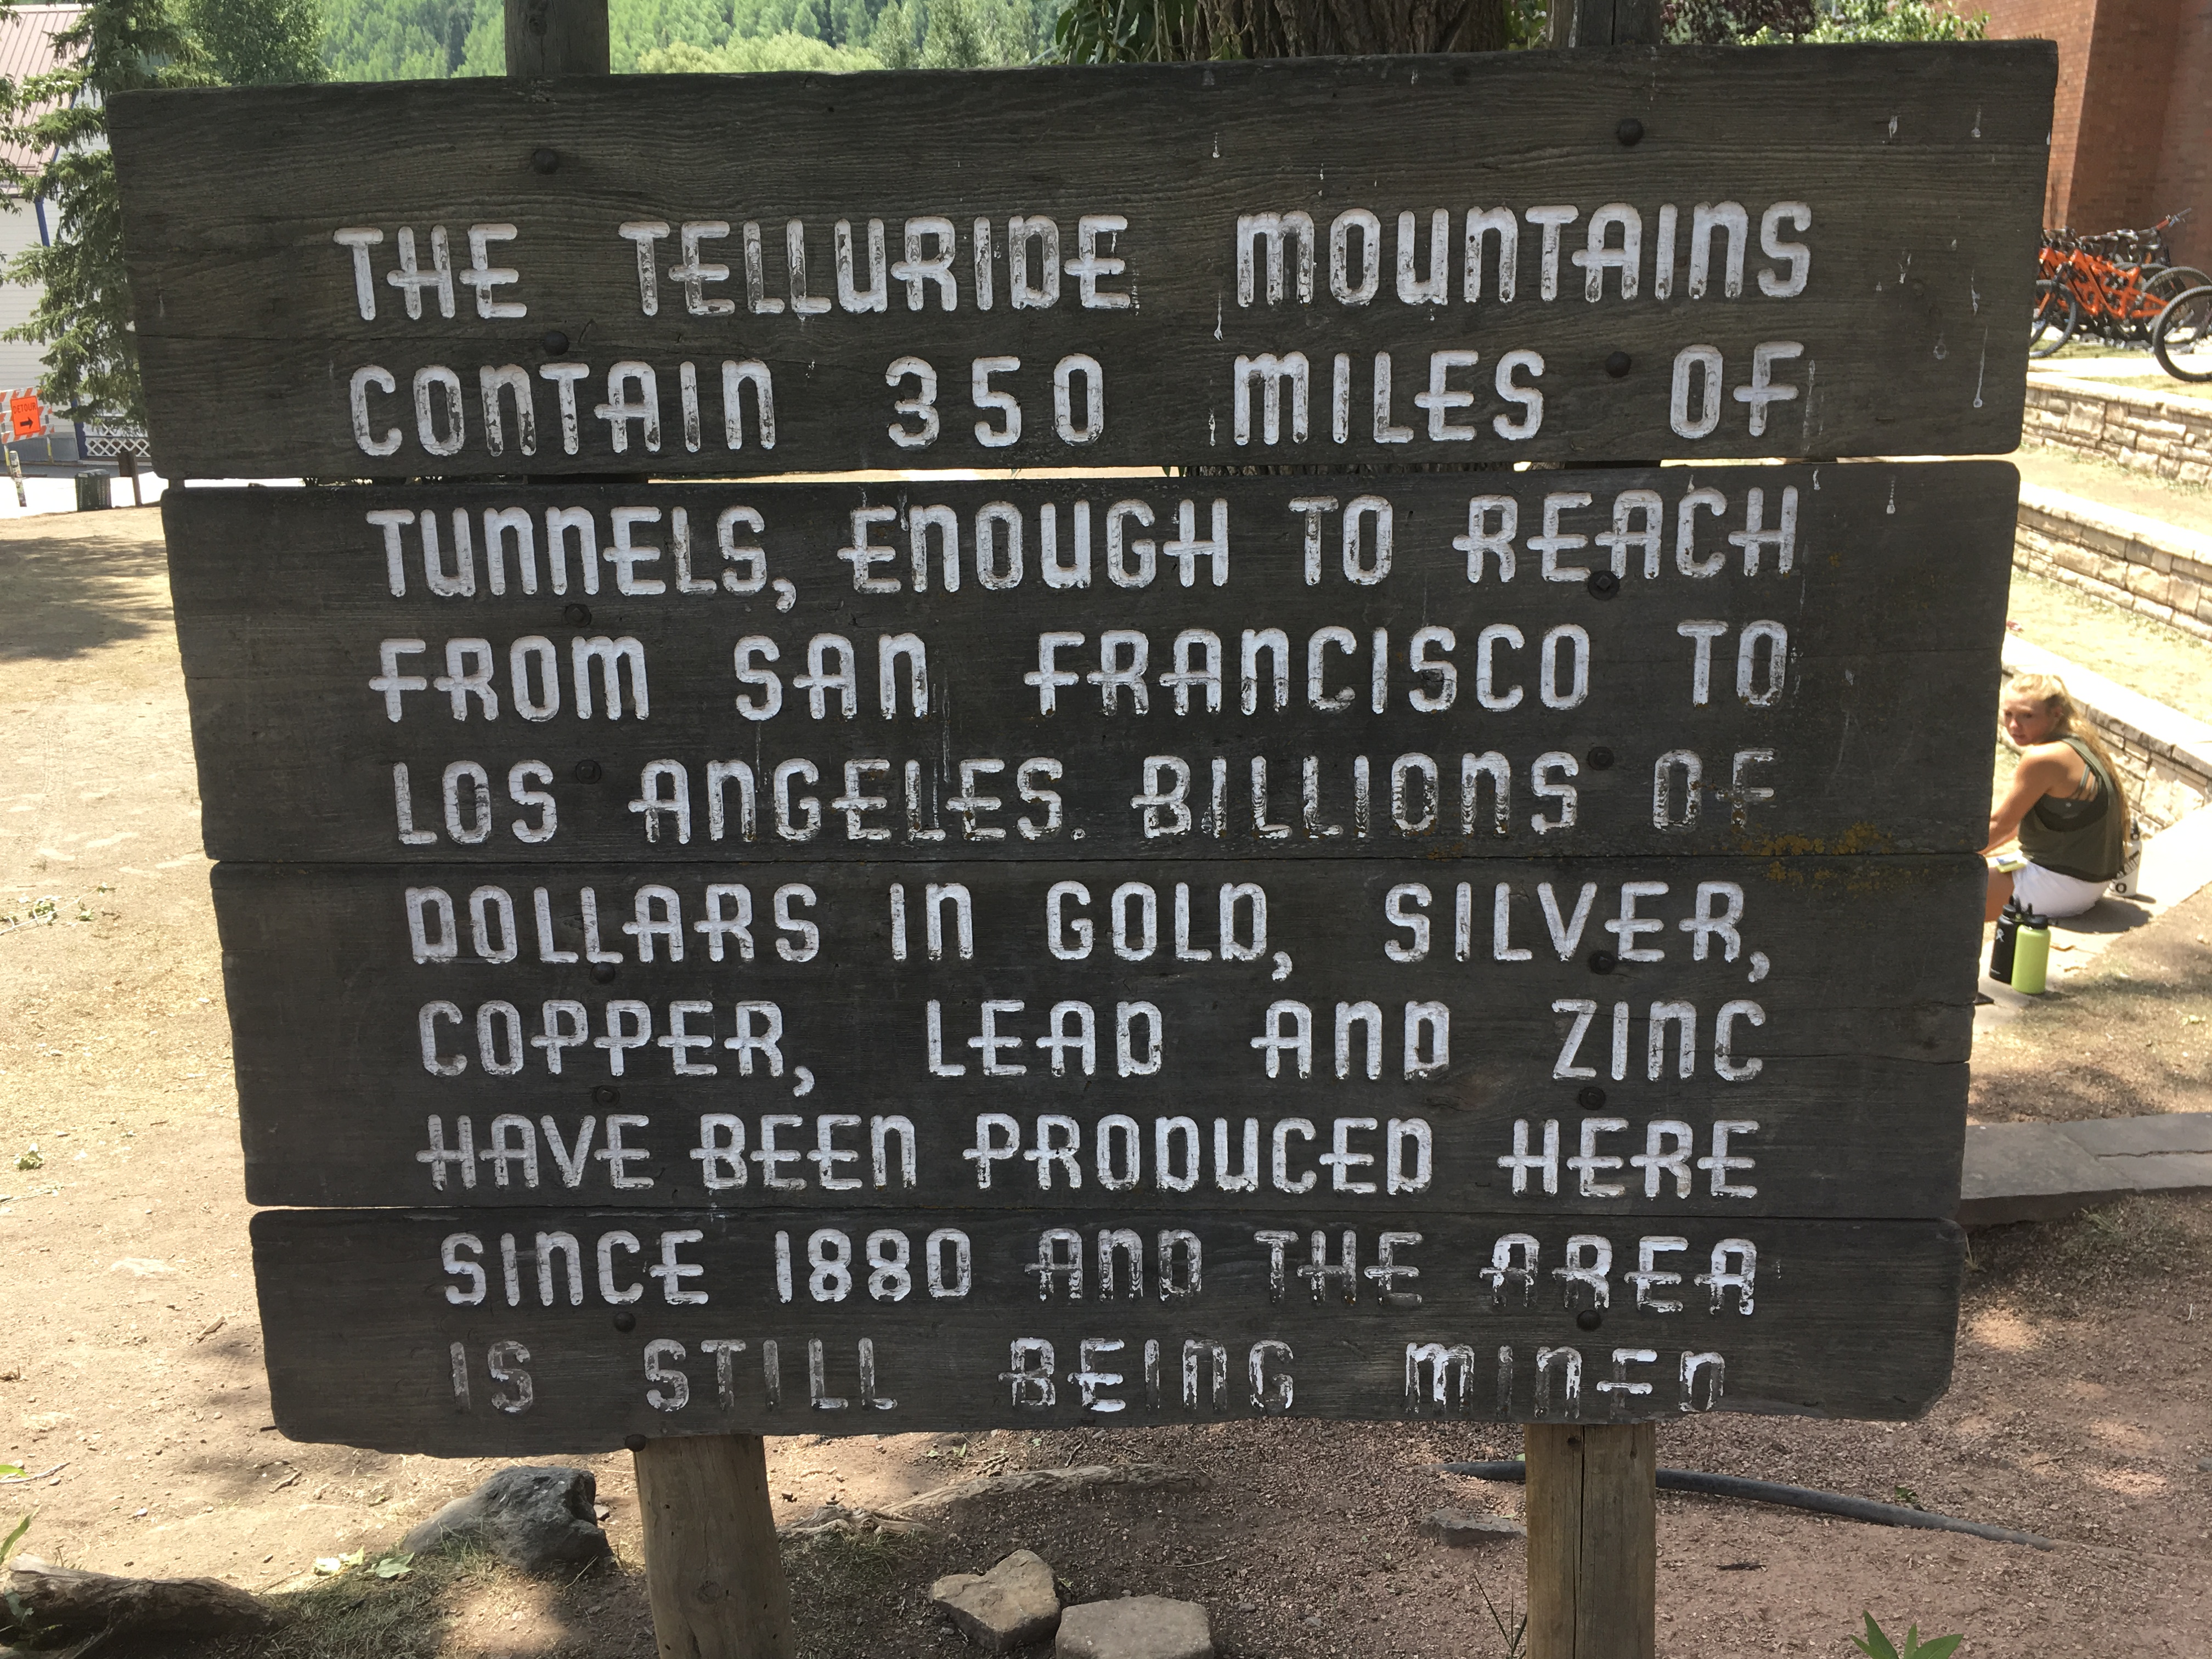 THE TELLURIDE MOUNTAINS
CONTAIN 350 MILES OF
TUNNELS, ENOUGH TO REACH
FROM SAN FRANCISCO TO
LOS ANGELES. BILLIONS OF
DOLLARS IN GOLD, SILVER,
COPPER, LEAD AND ZINC
HAVE BEEN PRODUCED HERE
SINCE 1880 AND THE AREA
IS STILL BEING MINED
DETOUR